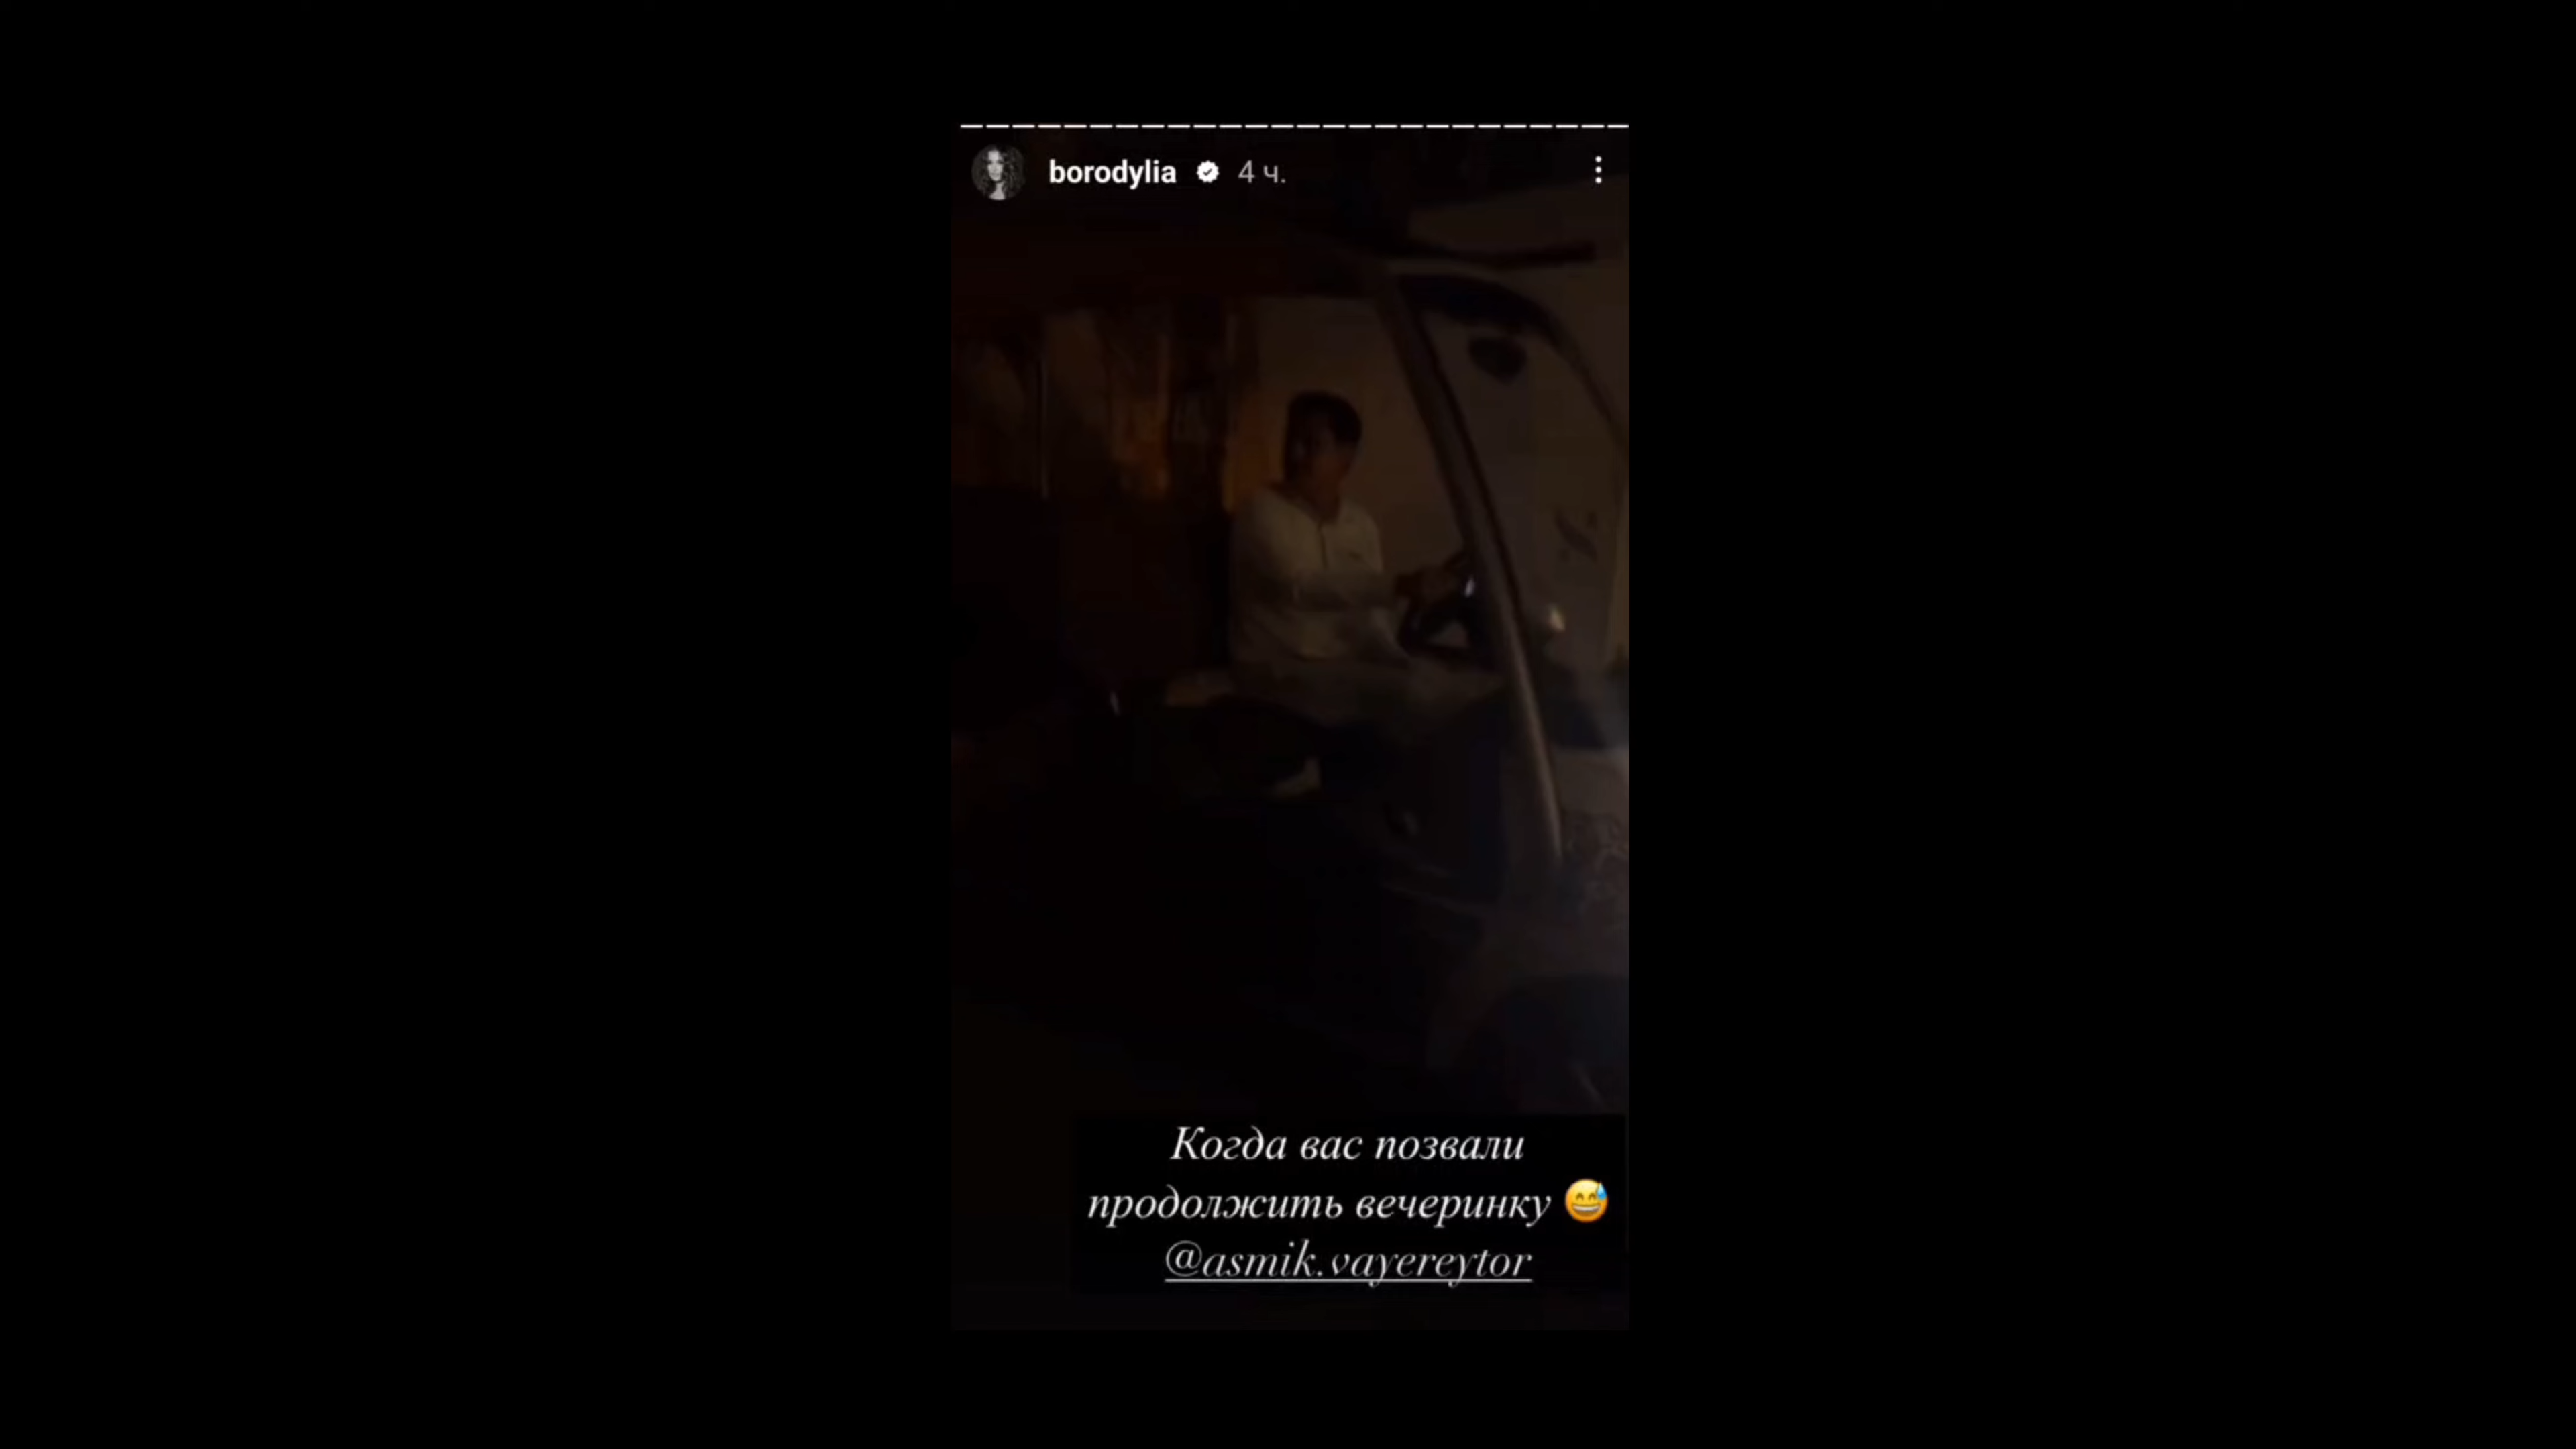 borodylia 4 ч.
Когда вас позвали
продолжить вечеринку 😅
@asmik.vayereytor